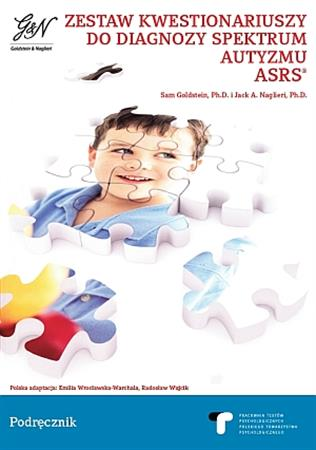 G&N
Goldstein & Naglieri
ZESTAW KWESTIONARIUSZY
DO DIAGNOZY SPEKTRUM
AUTYZMU
ASRS®
Sam Goldstein, Ph.D. i Jack A. Naglieri, Ph.D.
Polska adaptacja: Emilia Wrocławska-Warchala, Radosław Wujcik
Podręcznik
PRACOWNIA TESTÓW
PSYCHOLOGICZNYCH
POLSKIEGO TOWARZYSTWA
PSYCHOLOGICZNEGO